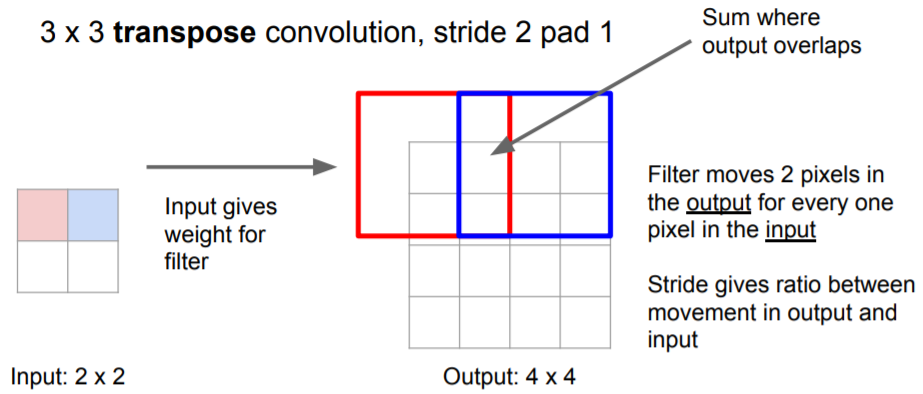 3 x 3 transpose convolution, stride 2 pad 1
Sum where
output overlaps
Input gives
weight for
filter
Filter moves 2 pixels in
the output for every one
pixel in the input
Stride gives ratio between
movement in output and
input
Input: 2 x 2
Output: 4 x 4